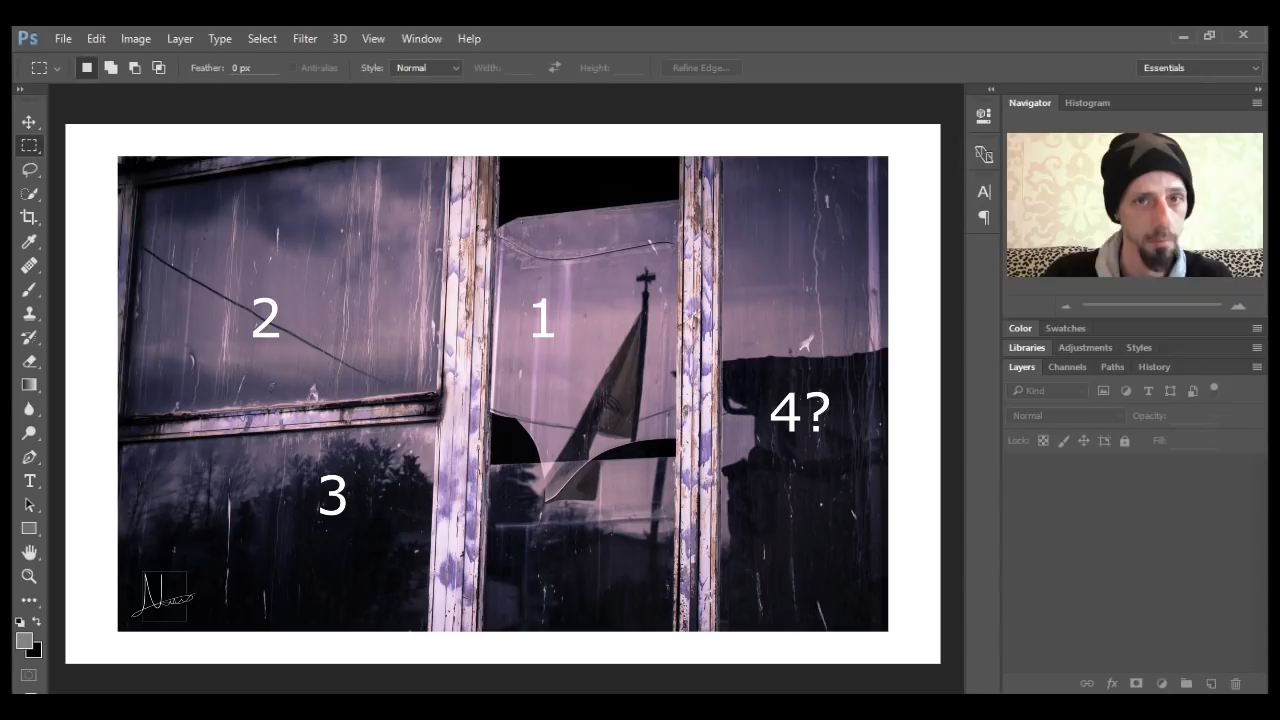 Ps File Edit Image Layer Type Select Filter 3D View Window Help
Feather: 0 px Anti-alias Style: Normal Width: Height: Refine Edge... Essentials
Navigator Histogram
2
1
4?
3
Color Swatches
Libraries Adjustments Styles
Layers Channels Paths History
Kind
Normal Opacity:
Lock: Fill: